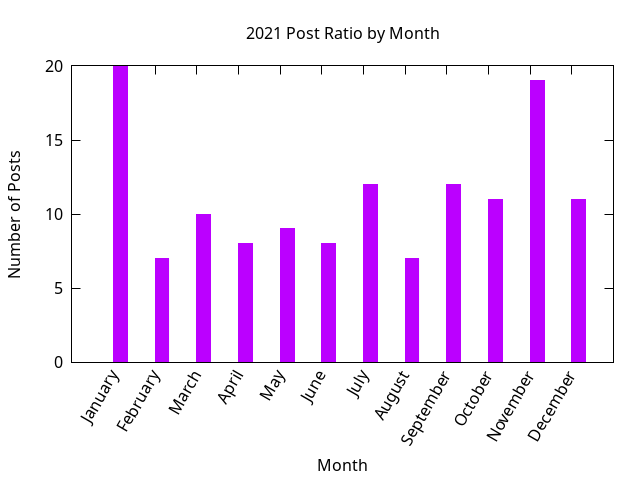 2021 Post Ratio by Month
20
15
10
5
0
Number of Posts
January
February
March
April
May
June
July
August
September
October
November
December
Month